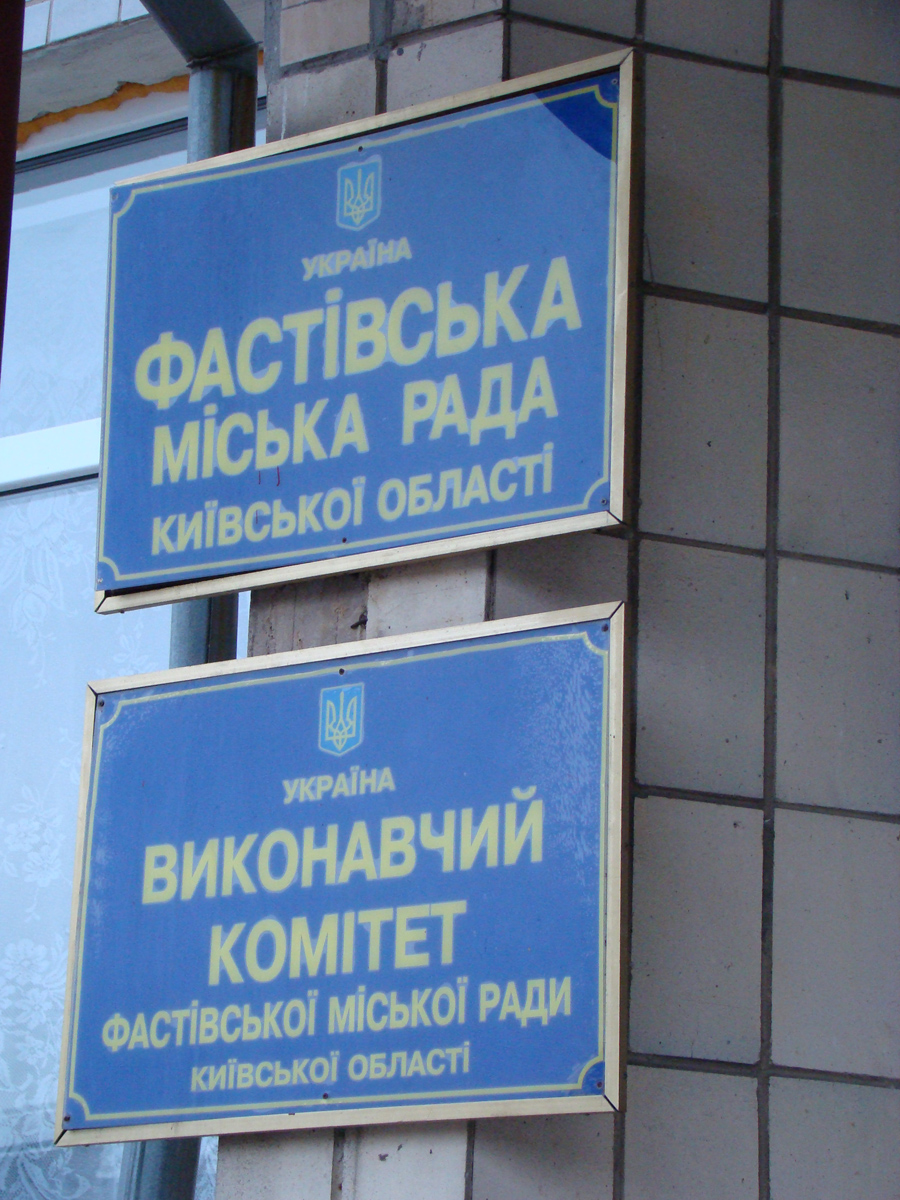 УКРАЇНА
ФАСТІВСЬКА
МІСЬКА РАДА
КИЇВСЬКОЇ ОБЛАСТІ
УКРАЇНА
ВИКОНАВЧИЙ
КОМІТЕТ
ФАСТІВСЬКОЇ МІСЬКОЇ РАДИ
КИЇВСЬКОЇ ОБЛАСТІ